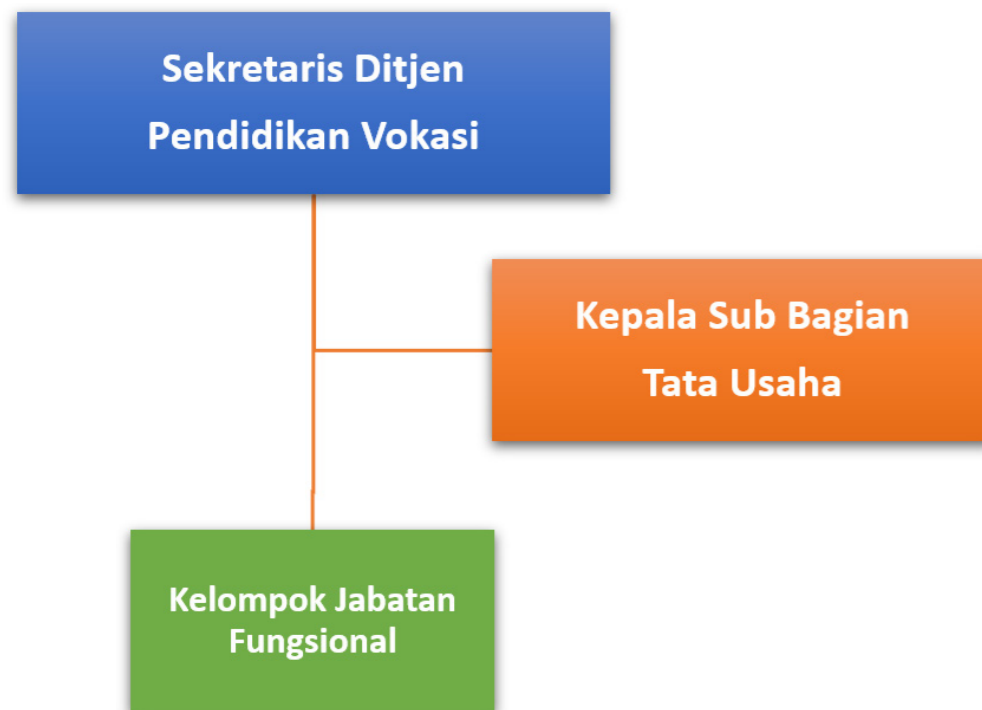 Sekretaris Ditjen
Pendidikan Vokasi
Kepala Sub Bagian
Tata Usaha
Kelompok Jabatan
Fungsional